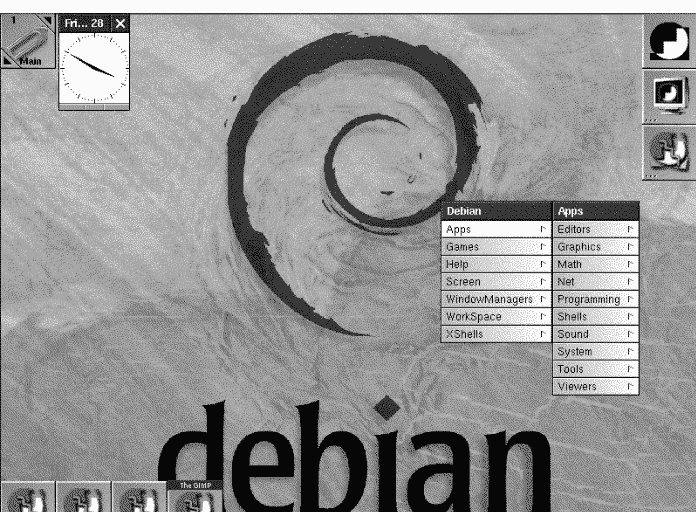 1
Main
Fri... 28
Debian
Apps
Games
Help
Screen
WindowManagers
WorkSpace
XShells
Apps
Editors
Graphics
Math
Net
Programming
Shells
Sound
System
Tools
Viewers
debian
The GIMP